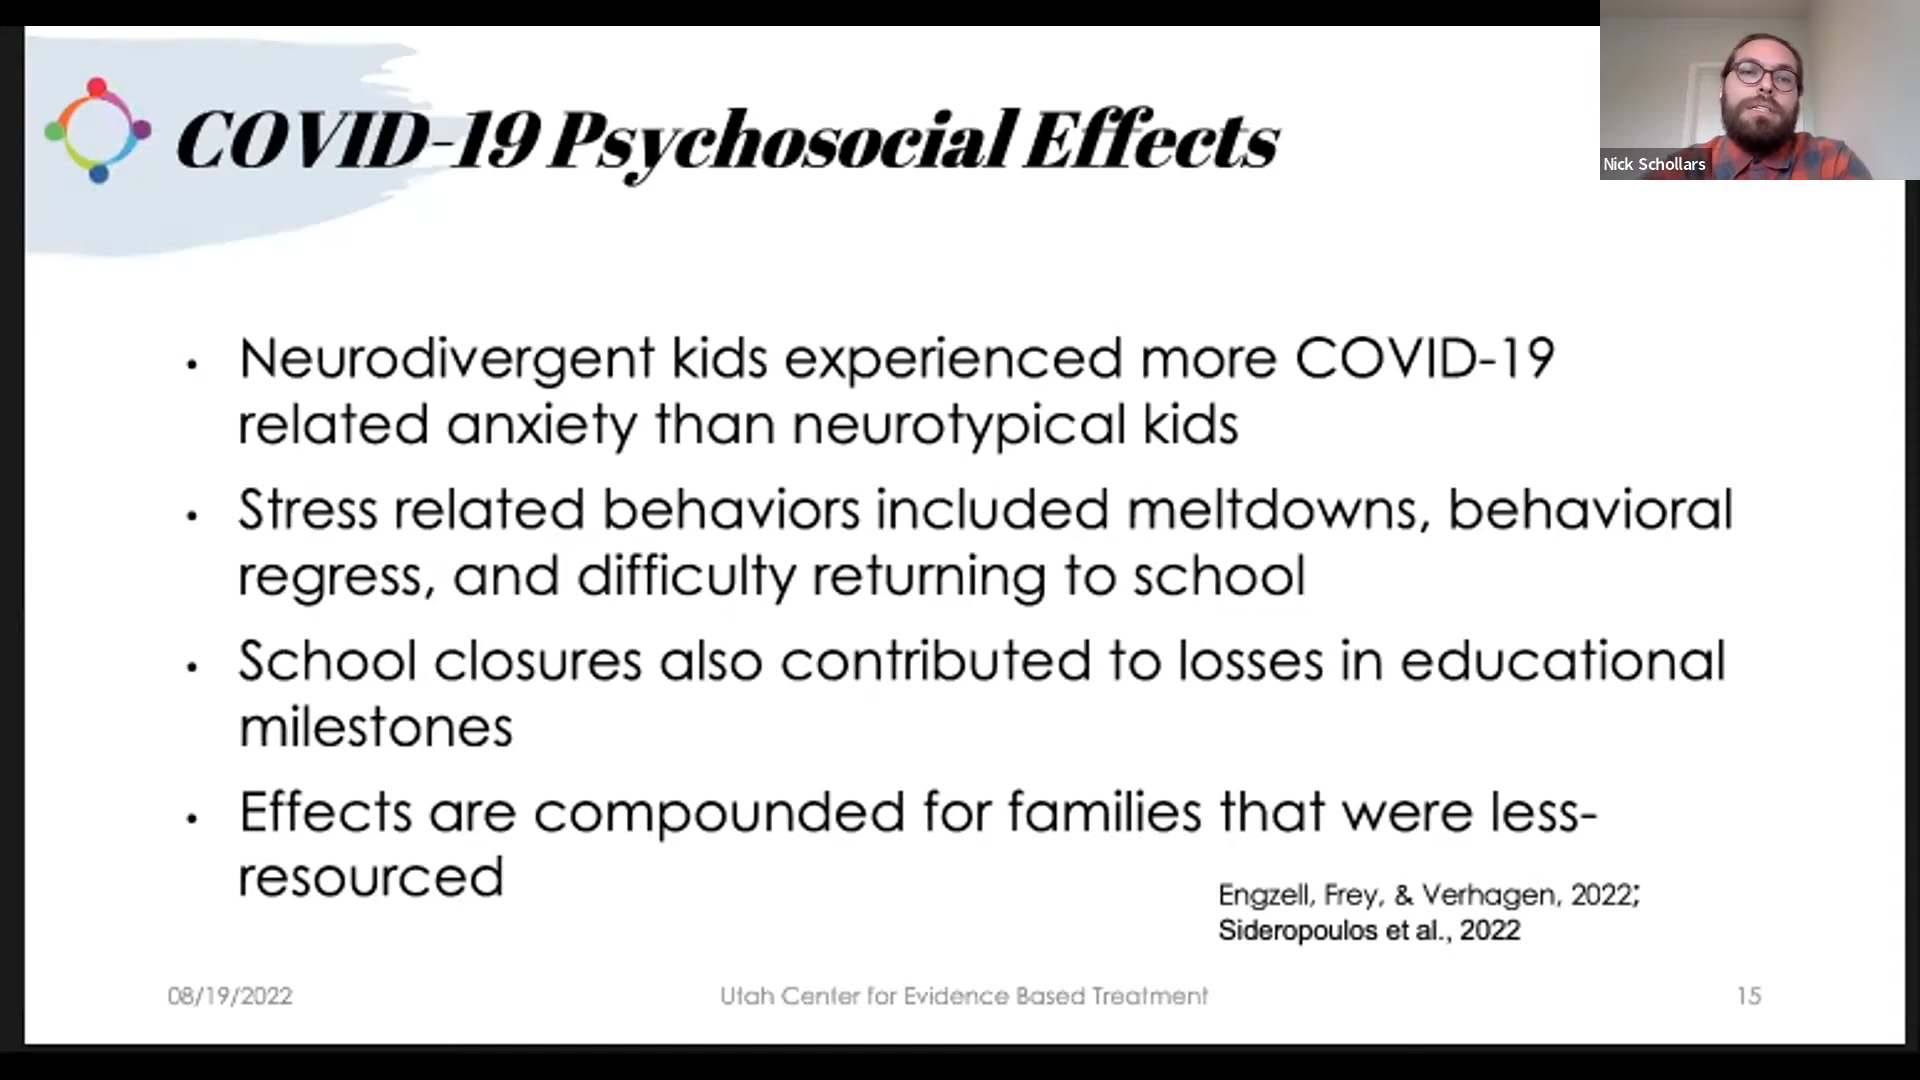 COVID-19 Psychosocial Effects
Nick Schollars
• Neurodivergent kids experienced more COVID-19
related anxiety than neurotypical kids
• Stress related behaviors included meltdowns, behavioral
regress, and difficulty returning to school
• School closures also contributed to losses in educational
milestones
• Effects are compounded for families that were less-
resourced
Engzell, Frey, & Verhagen, 2022;
Sideropoulos et al., 2022
08/19/2022
Utah Center for Evidence Based Treatment
15